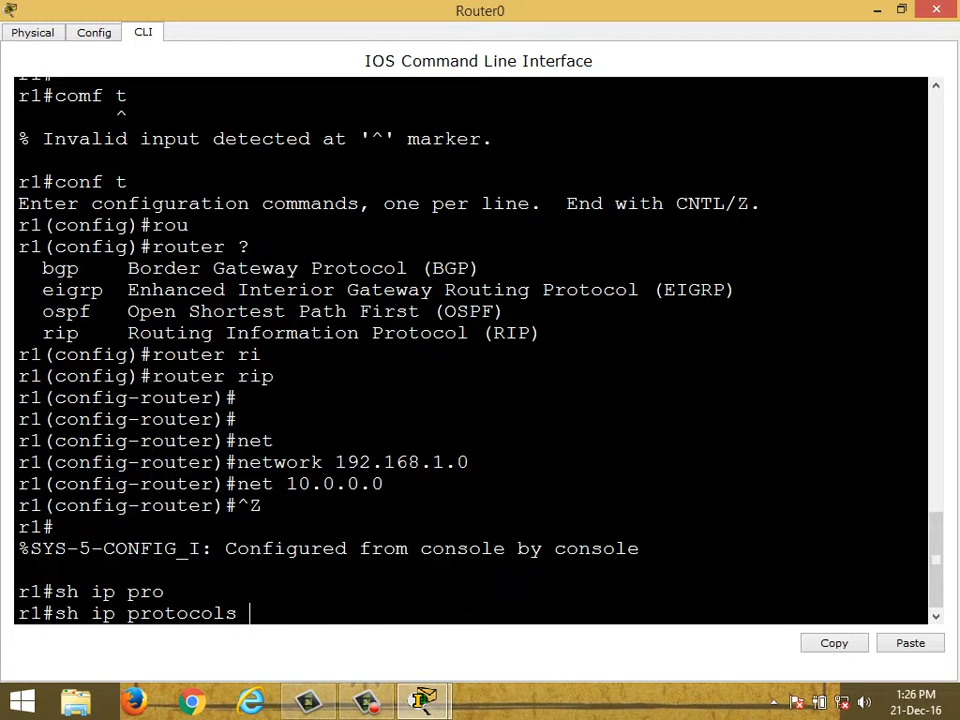 Router0
Physical Config CLI
IOS Command Line Interface
r1#
r1#comf t
^
% Invalid input detected at '^' marker.
r1#conf t
Enter configuration commands, one per line.  End with CNTL/Z.
r1(config)#rou
r1(config)#router ?
bgp    Border Gateway Protocol (BGP)
eigrp  Enhanced Interior Gateway Routing Protocol (EIGRP)
ospf   Open Shortest Path First (OSPF)
rip    Routing Information Protocol (RIP)
r1(config)#router ri
r1(config)#router rip
r1(config-router)#
r1(config-router)#
r1(config-router)#net
r1(config-router)#network 192.168.1.0
r1(config-router)#net 10.0.0.0
r1(config-router)#^Z
r1#
%SYS-5-CONFIG_I: Configured from console by console
r1#sh ip pro
r1#sh ip protocols
Copy Paste
1:26 PM
21-Dec-16